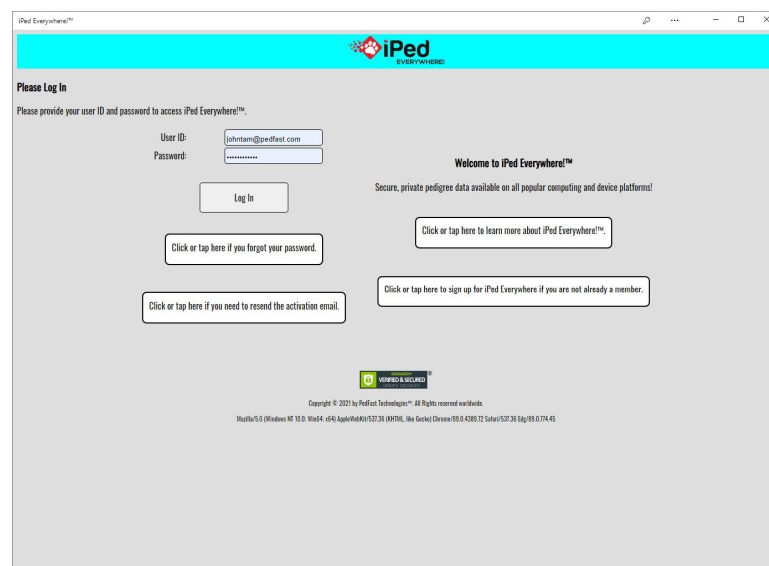 iPed Everywhere!™
iPed
EVERYWHERE!
Please Log In
Please provide your user ID and password to access iPed Everywhere!™.
User ID:
johntam@pedfast.com
Password:
••••••••••••
Log In
Click or tap here if you forgot your password.
Click or tap here if you need to resend the activation email.
Welcome to iPed Everywhere!™
Secure, private pedigree data available on all popular computing and device platforms!
Click or tap here to learn more about iPed Everywhere!™.
Click or tap here to sign up for iPed Everywhere if you are not already a member.
GODADDY
VERIFIED & SECURED
VERIFY SECURITY
®
Copyright © 2021 by PedFast Technologies™. All Rights reserved worldwide.
Mozilla/5.0 (Windows NT 10.0; Win64; x64) AppleWebKit/537.36 (KHTML, like Gecko) Chrome/89.0.4389.72 Safari/537.36 Edg/89.0.774.45